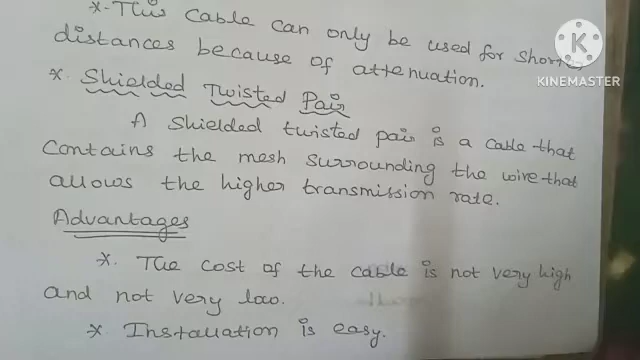 *. This cable can only be used for shorter
distances because of attenuation.
*. Shielded Twisted Pair
A shielded twisted pair is a cable that
contains the mesh surrounding the wire that
allows the higher transmission rate.
Advantages
*. The cost of the cable is not very high
and not very low.
* Installation is easy.
KINEMASTER